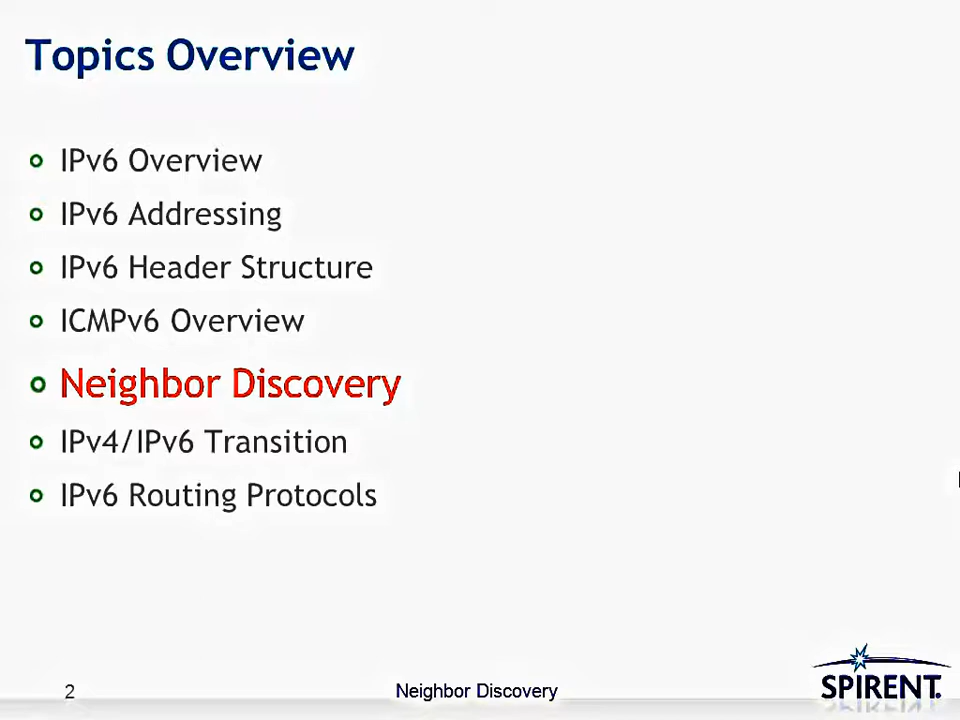 Topics Overview
IPv6 Overview
IPv6 Addressing
IPv6 Header Structure
ICMPv6 Overview
Neighbor Discovery
IPv4/IPv6 Transition
IPv6 Routing Protocols
2
Neighbor Discovery
SPIRENT.